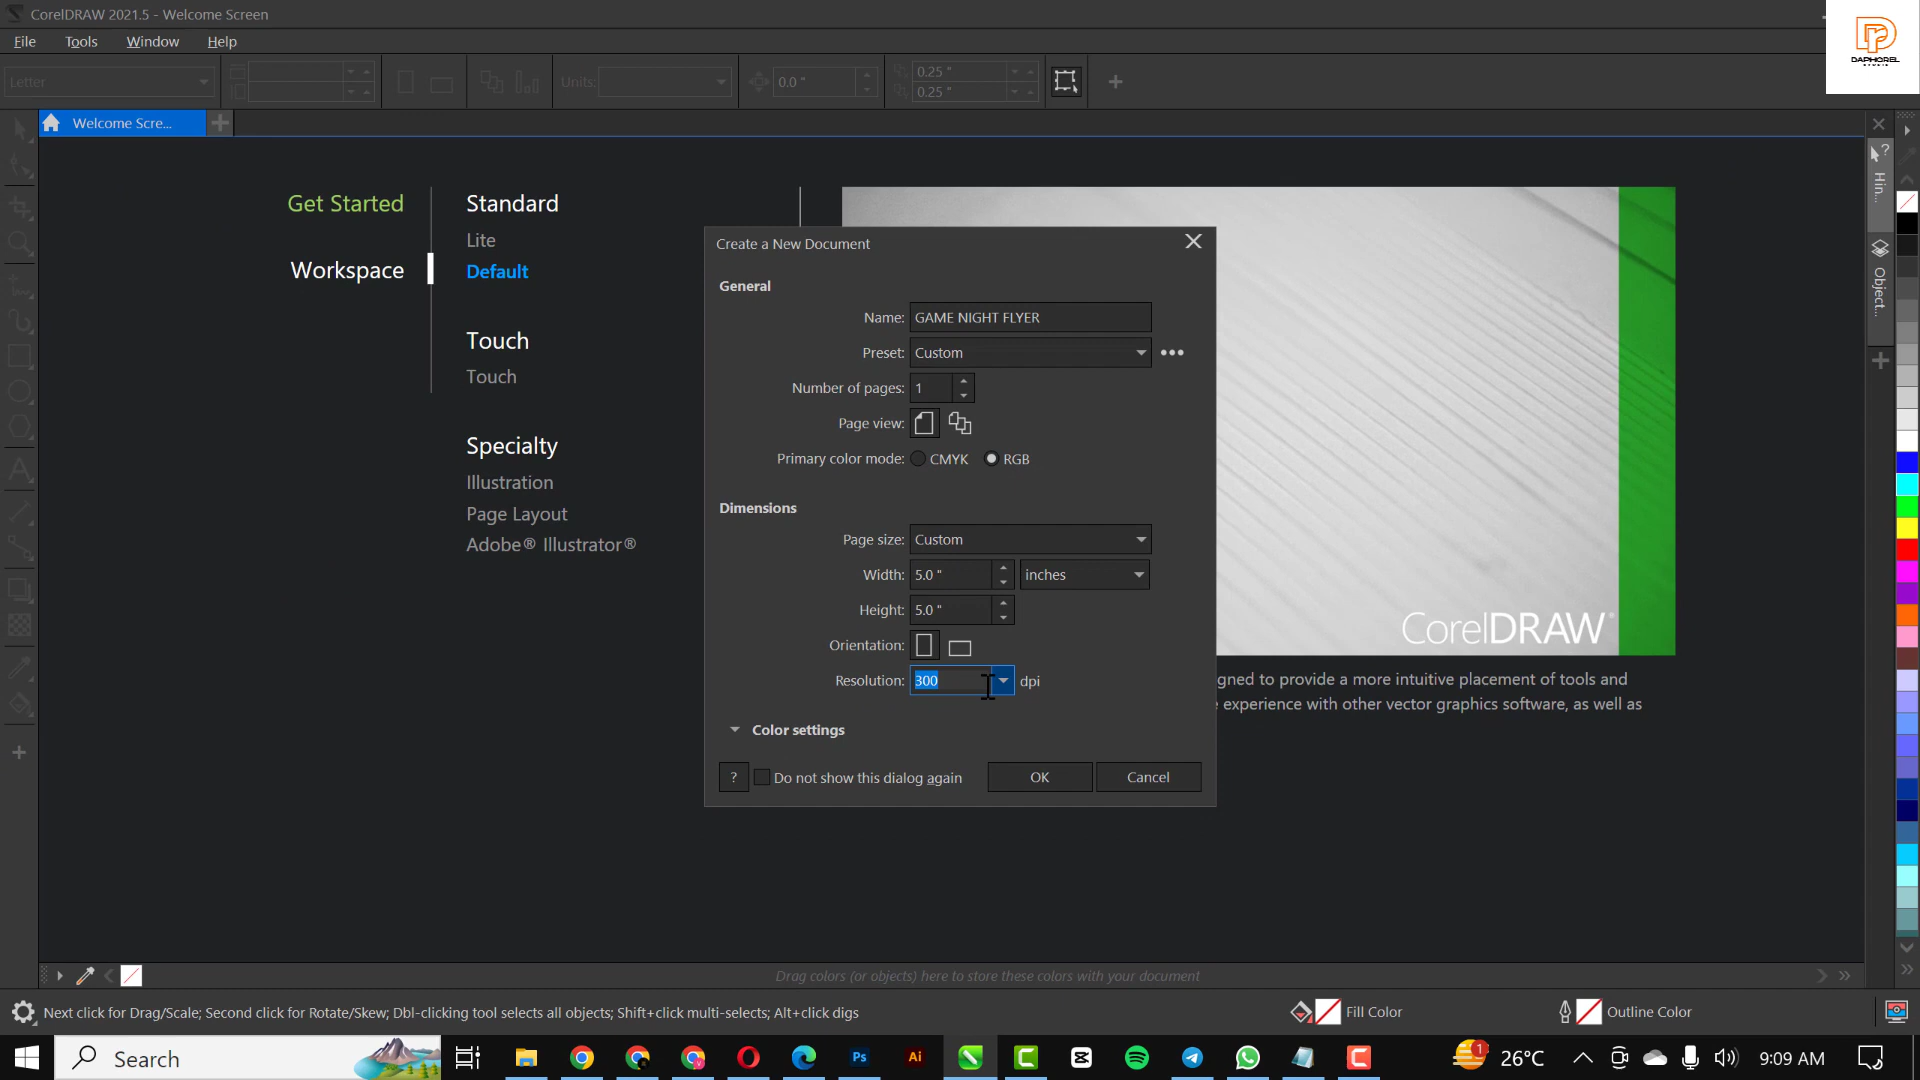 CorelDRAW 2021.5 - Welcome Screen
File Tools Window Help
DAPHOREL
STUDIO
Letter
Units:
0.0 "
0.25 "
0.25 "
Welcome Scre...
Get Started
Workspace
Standard
Lite
Default
Touch
Touch
Specialty
Illustration
Page Layout
Adobe® Illustrator®
Create a New Document
General
Name: GAME NIGHT FLYER
Preset: Custom
Number of pages: 1
Page view:
Primary color mode: CMYK RGB
Dimensions
Page size: Custom
Width: 5.0 " inches
Height: 5.0 "
Orientation:
Resolution: 300 dpi
Color settings
? Do not show this dialog again OK Cancel
CorelDRAW®
gned to provide a more intuitive placement of tools and
e experience with other vector graphics software, as well as
Hin...
Object...
Drag colors (or objects) here to store these colors with your document
Next click for Drag/Scale; Second click for Rotate/Skew; Dbl-clicking tool selects all objects; Shift+click multi-selects; Alt+click digs
Fill Color
Outline Color
Search
Ps
Ai
1
26°C
9:09 AM